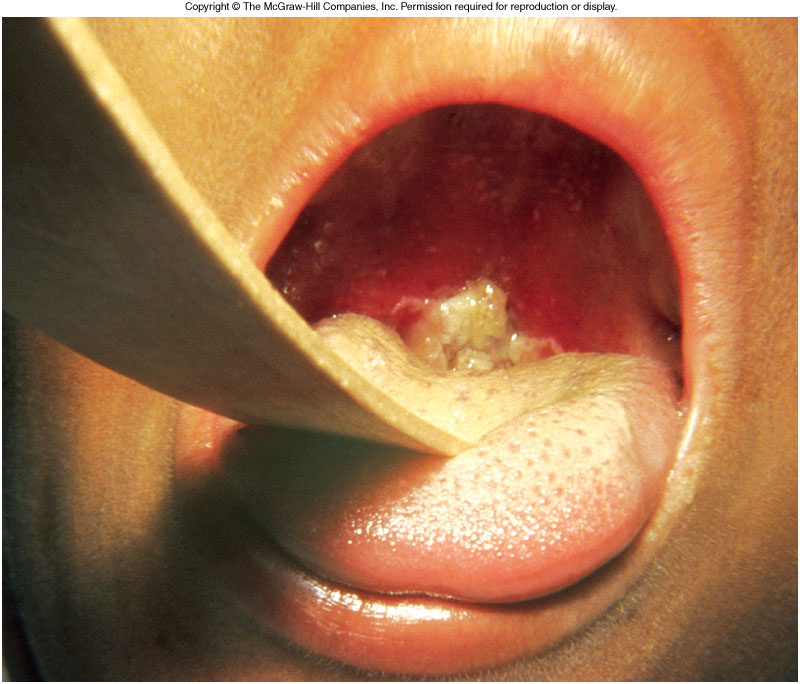 Copyright © The McGraw-Hill Companies, Inc. Permission required for reproduction or display.